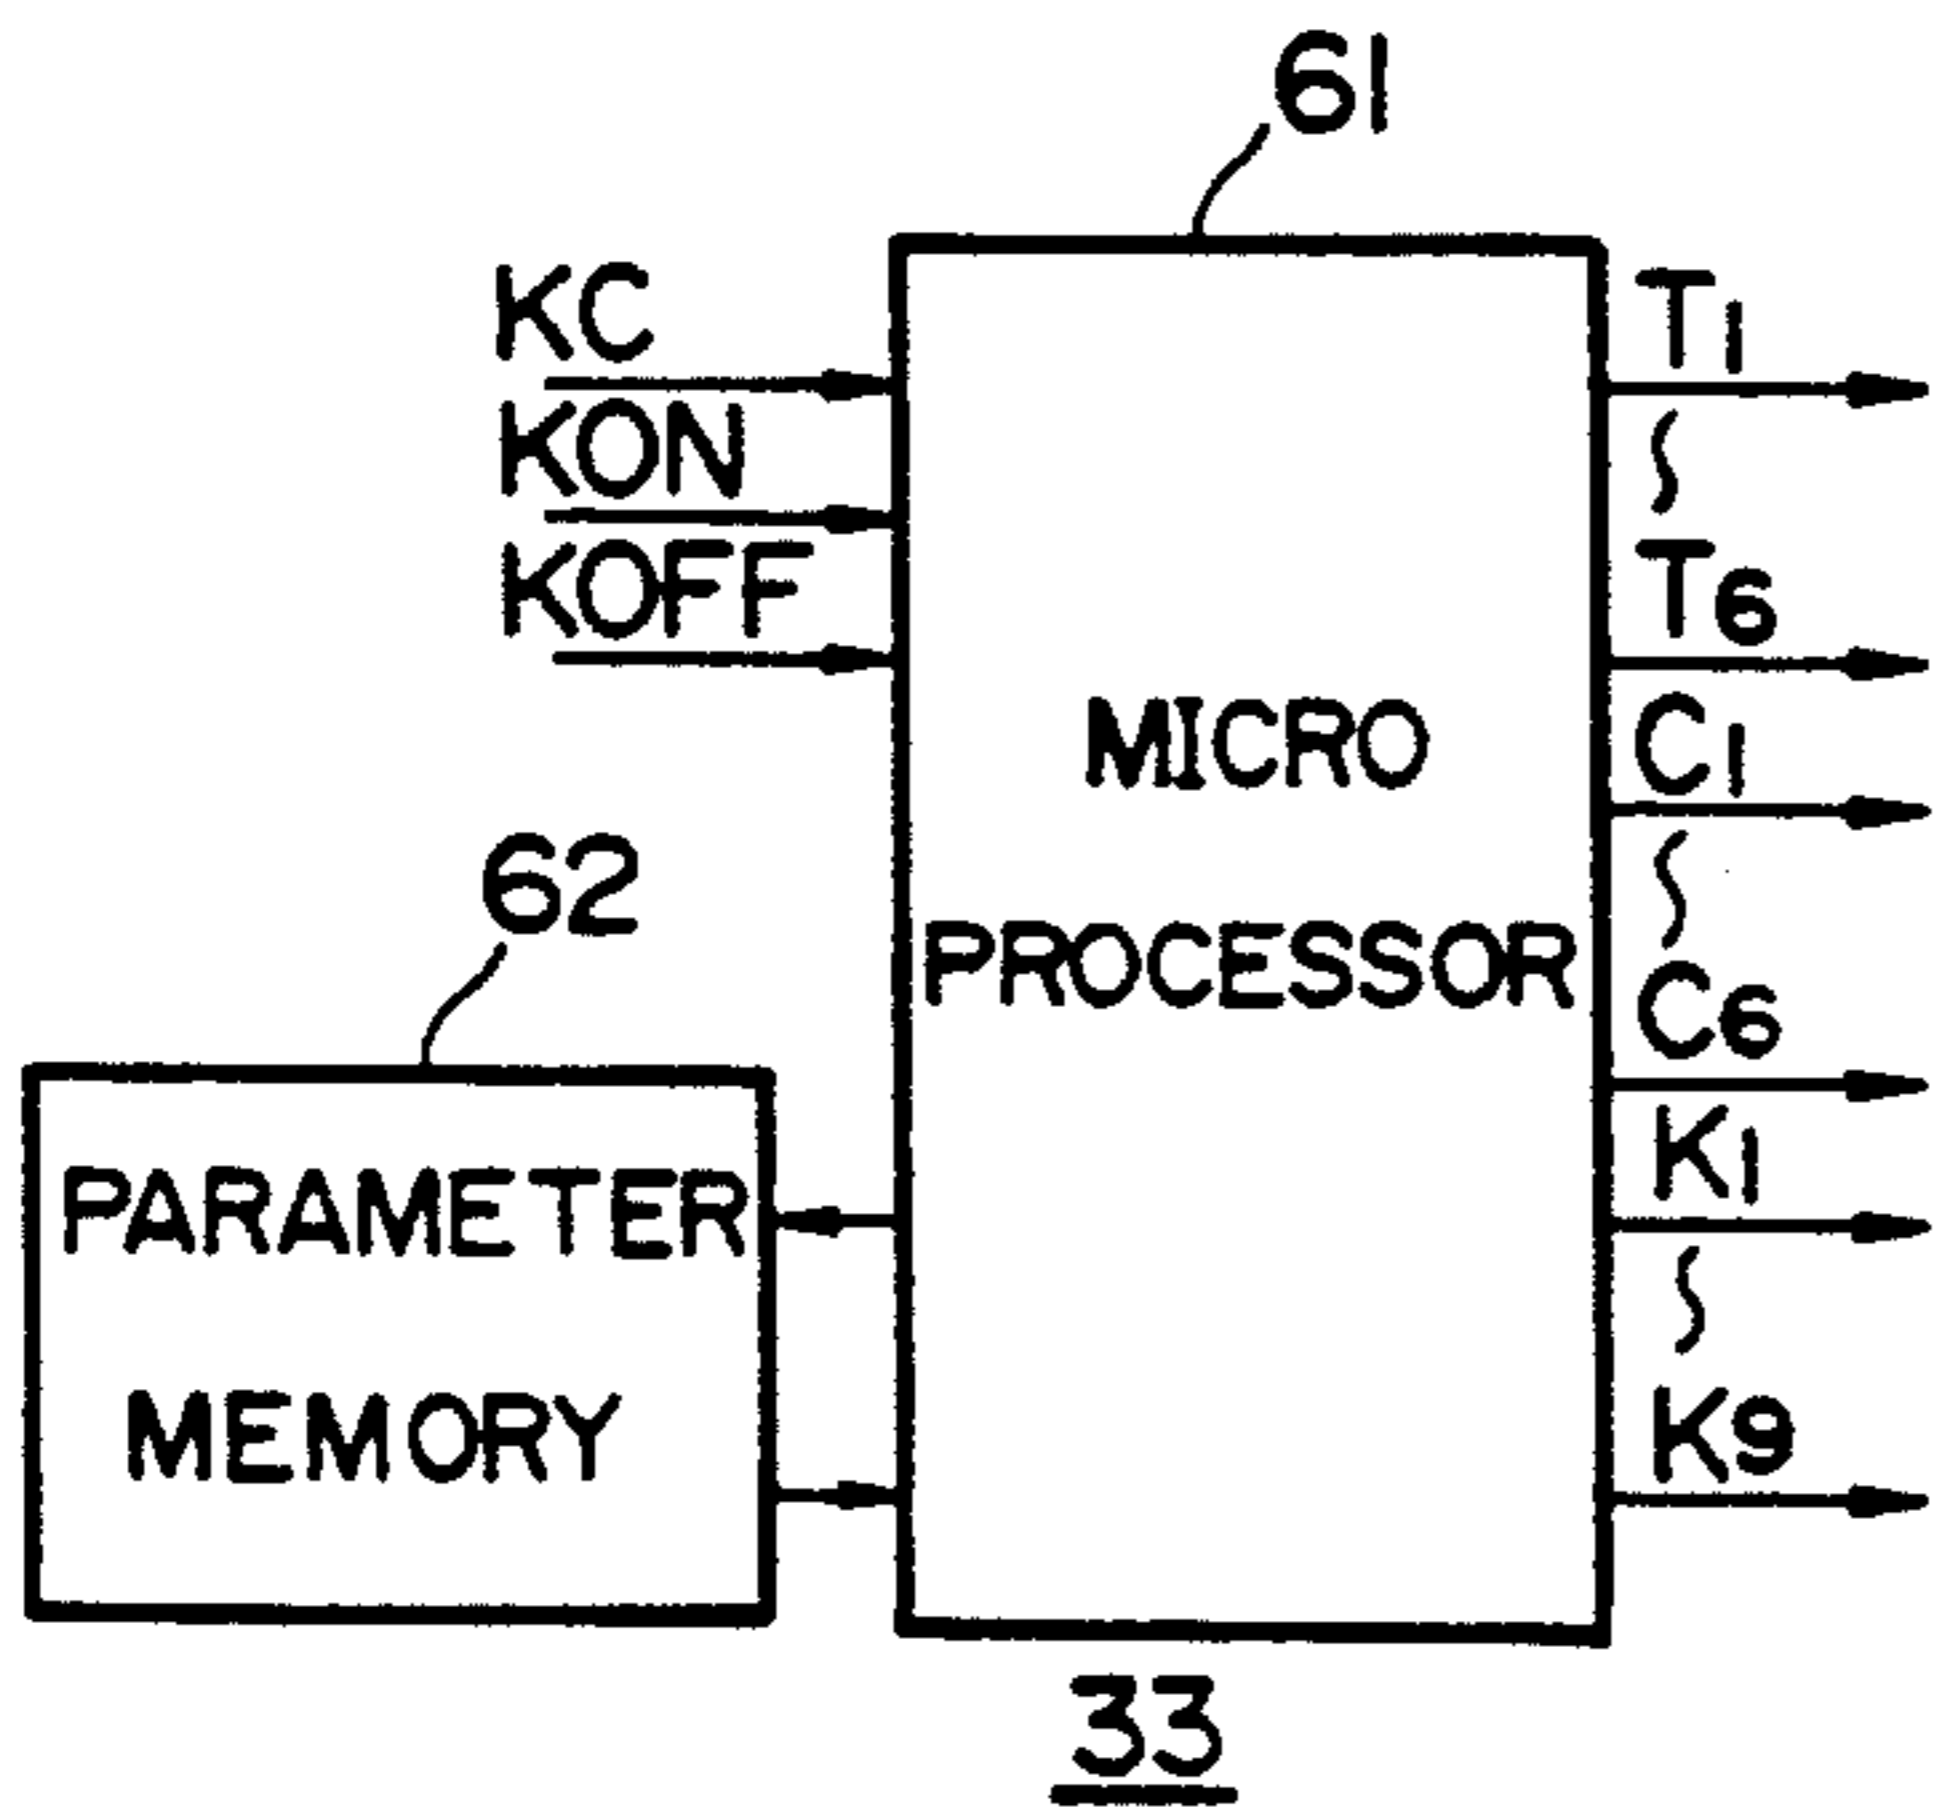 61
KC
KON
KOFF
MICRO
PROCESSOR
T1
T6
C1
C6
K1
K9
62
PARAMETER
MEMORY
33